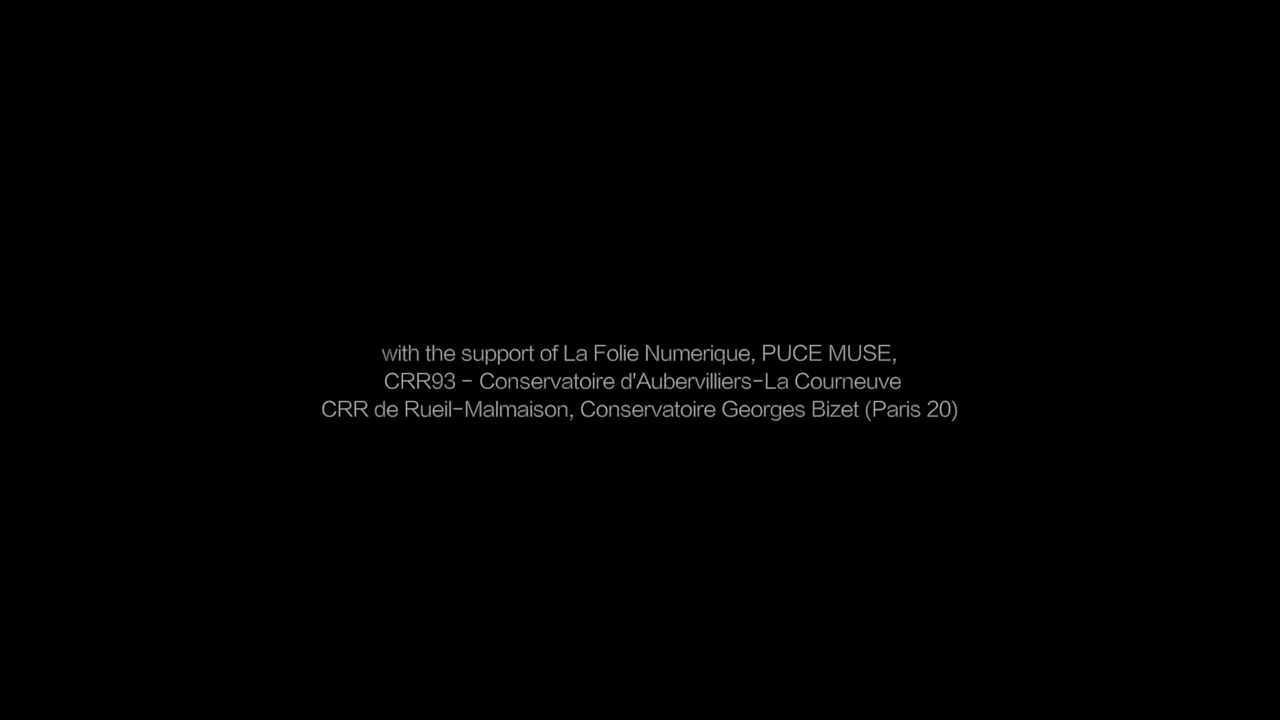 with the support of La Folie Numerique, PUCE MUSE,
CRR93 - Conservatoire d'Aubervilliers-La Courneuve
CRR de Rueil-Malmaison, Conservatoire Georges Bizet (Paris 20)